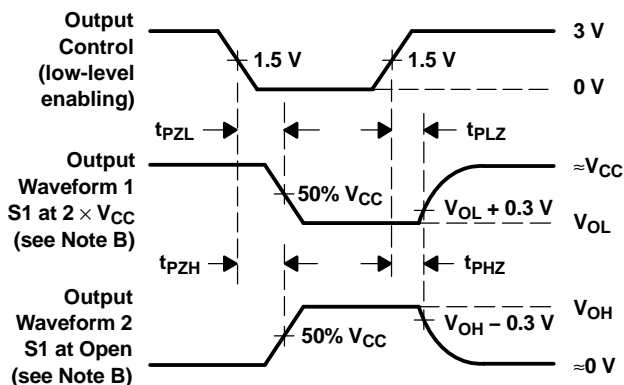 Output
Control
(low-level
enabling)
1.5 V
1.5 V
3 V
0 V
tPZL
tPLZ
Output
Waveform 1
S1 at 2 × VCC
(see Note B)
50% VCC
VOL + 0.3 V
≈VCC
VOL
tPZH
tPHZ
Output
Waveform 2
S1 at Open
(see Note B)
50% VCC
VOH − 0.3 V
VOH
≈0 V